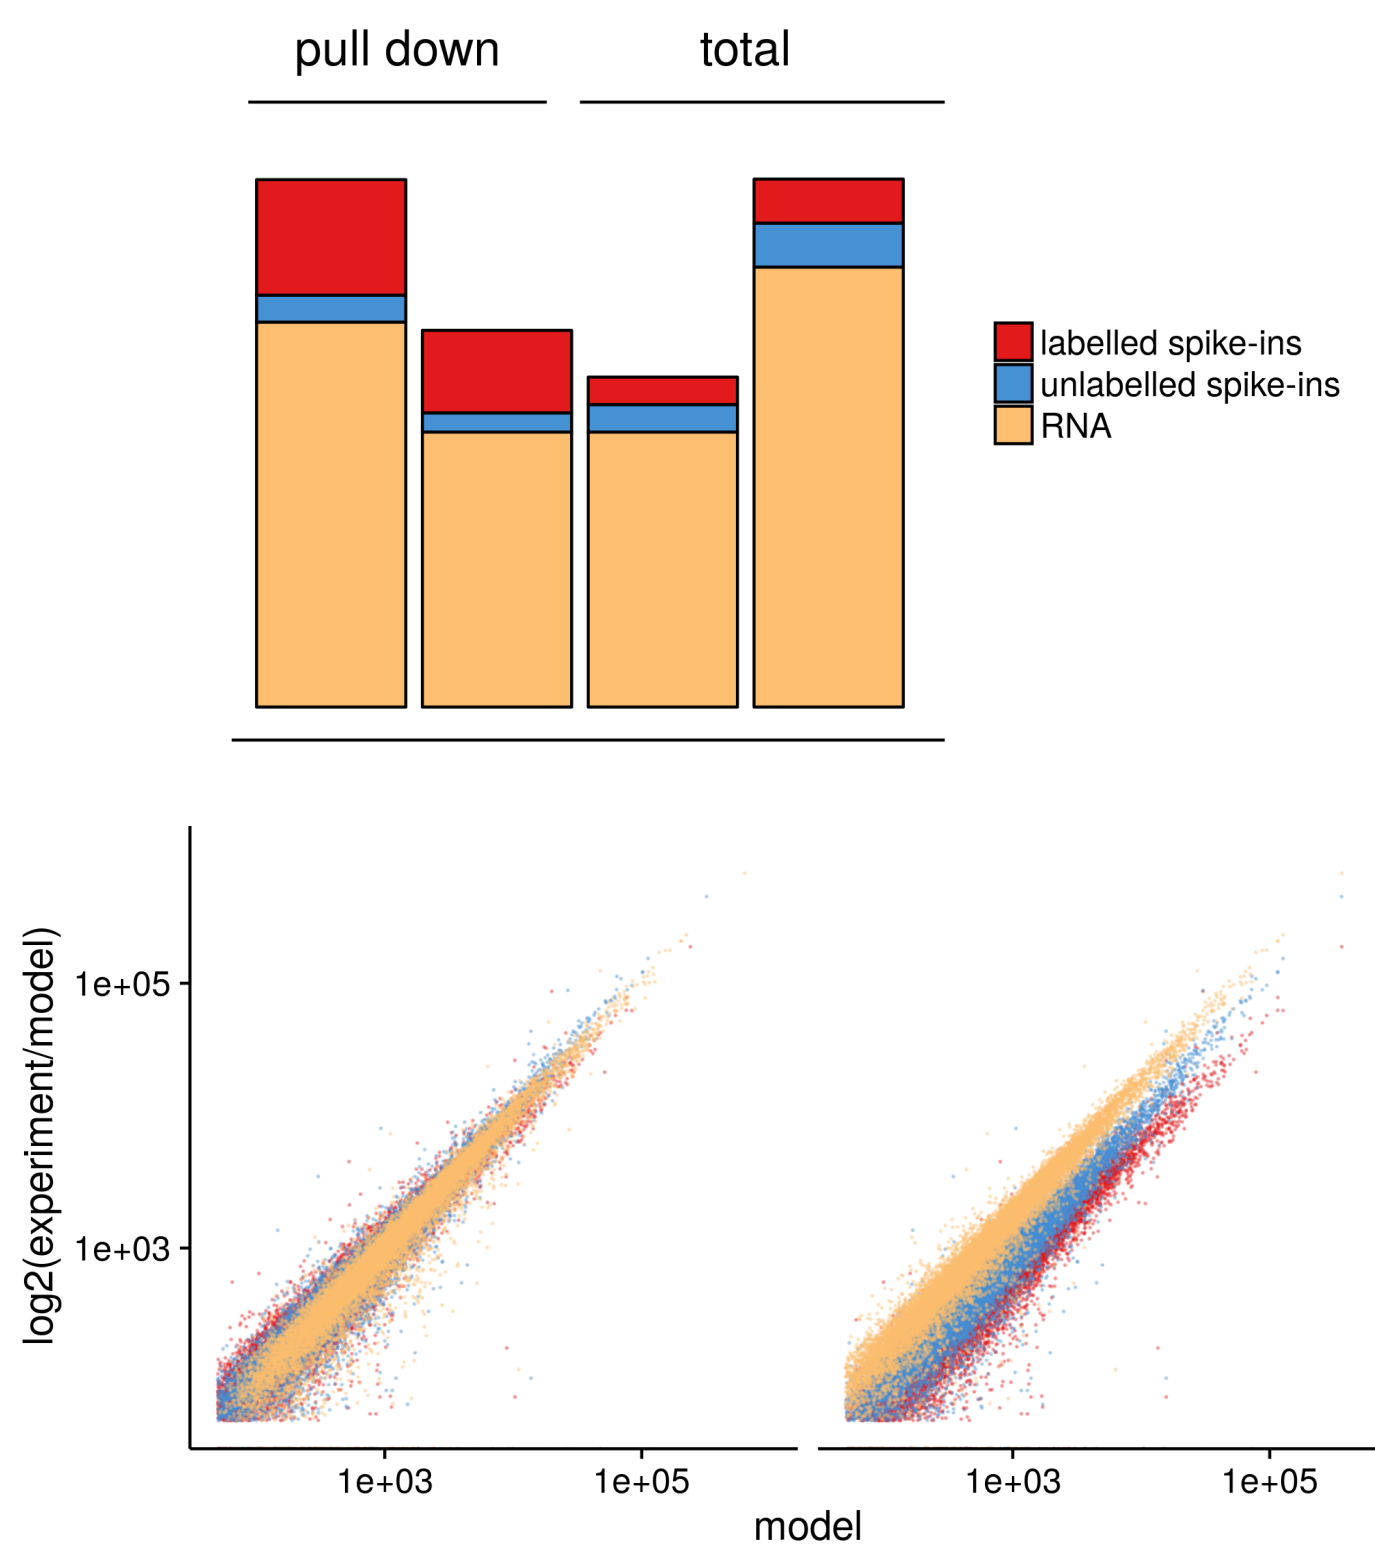 pull down
total
labelled spike-ins
unlabelled spike-ins
RNA
log2(experiment/model)
1e+05
1e+03
1e+03
1e+05
1e+03
1e+05
model